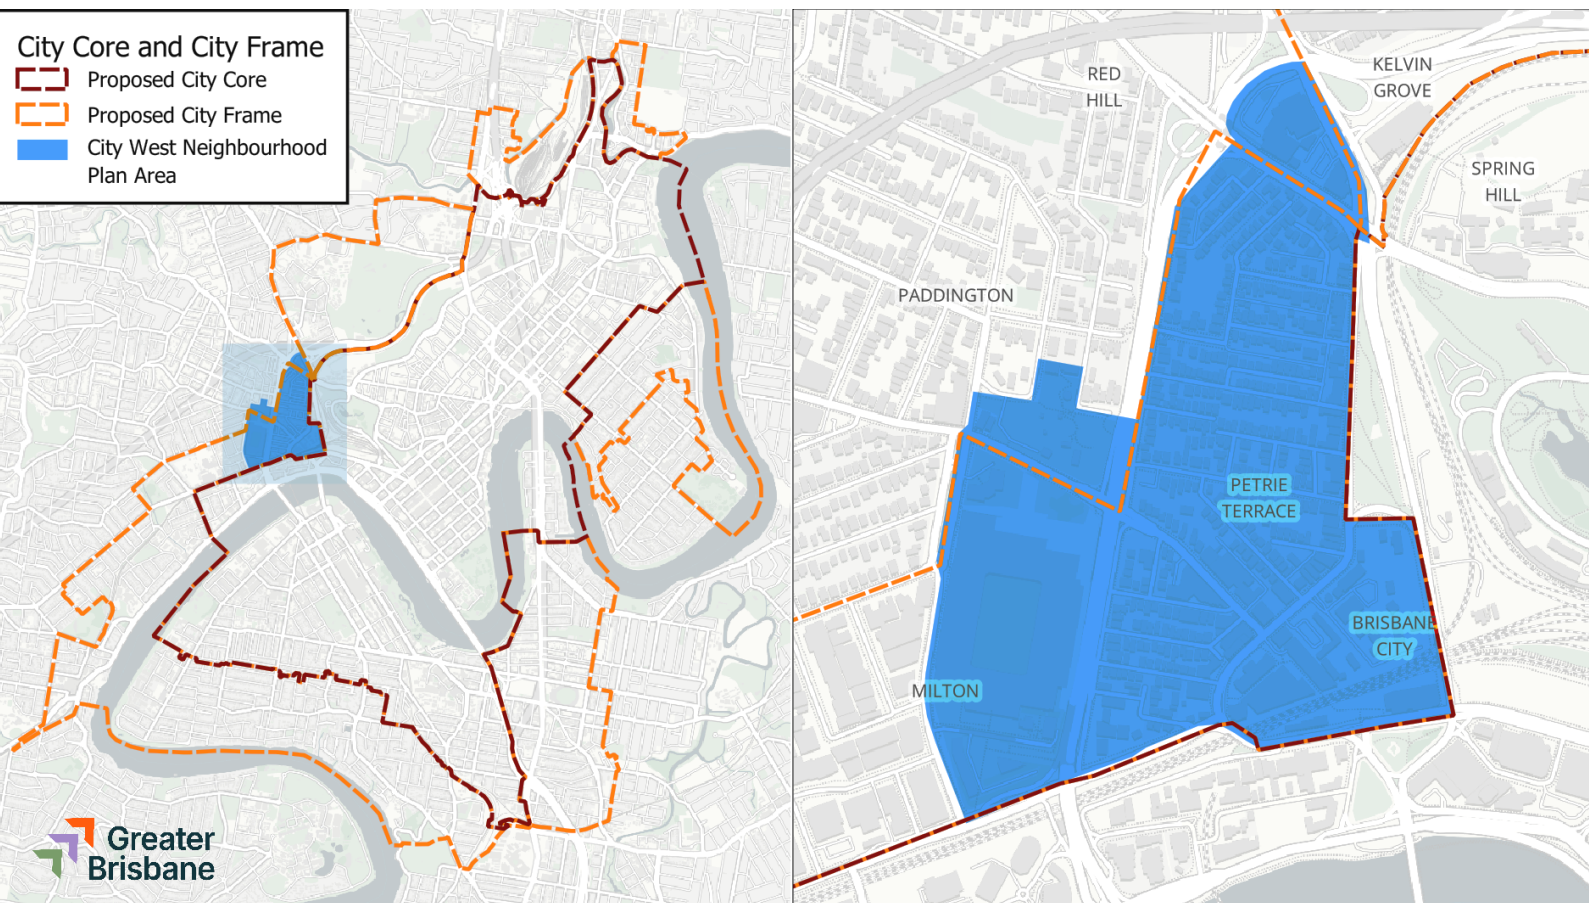 City Core and City Frame
Proposed City Core
Proposed City Frame
City West Neighbourhood
Plan Area
Greater
Brisbane
RED
HILL
KELVIN
GROVE
SPRING
HILL
PADDINGTON
PETRIE
TERRACE
BRISBANE
CITY
MILTON